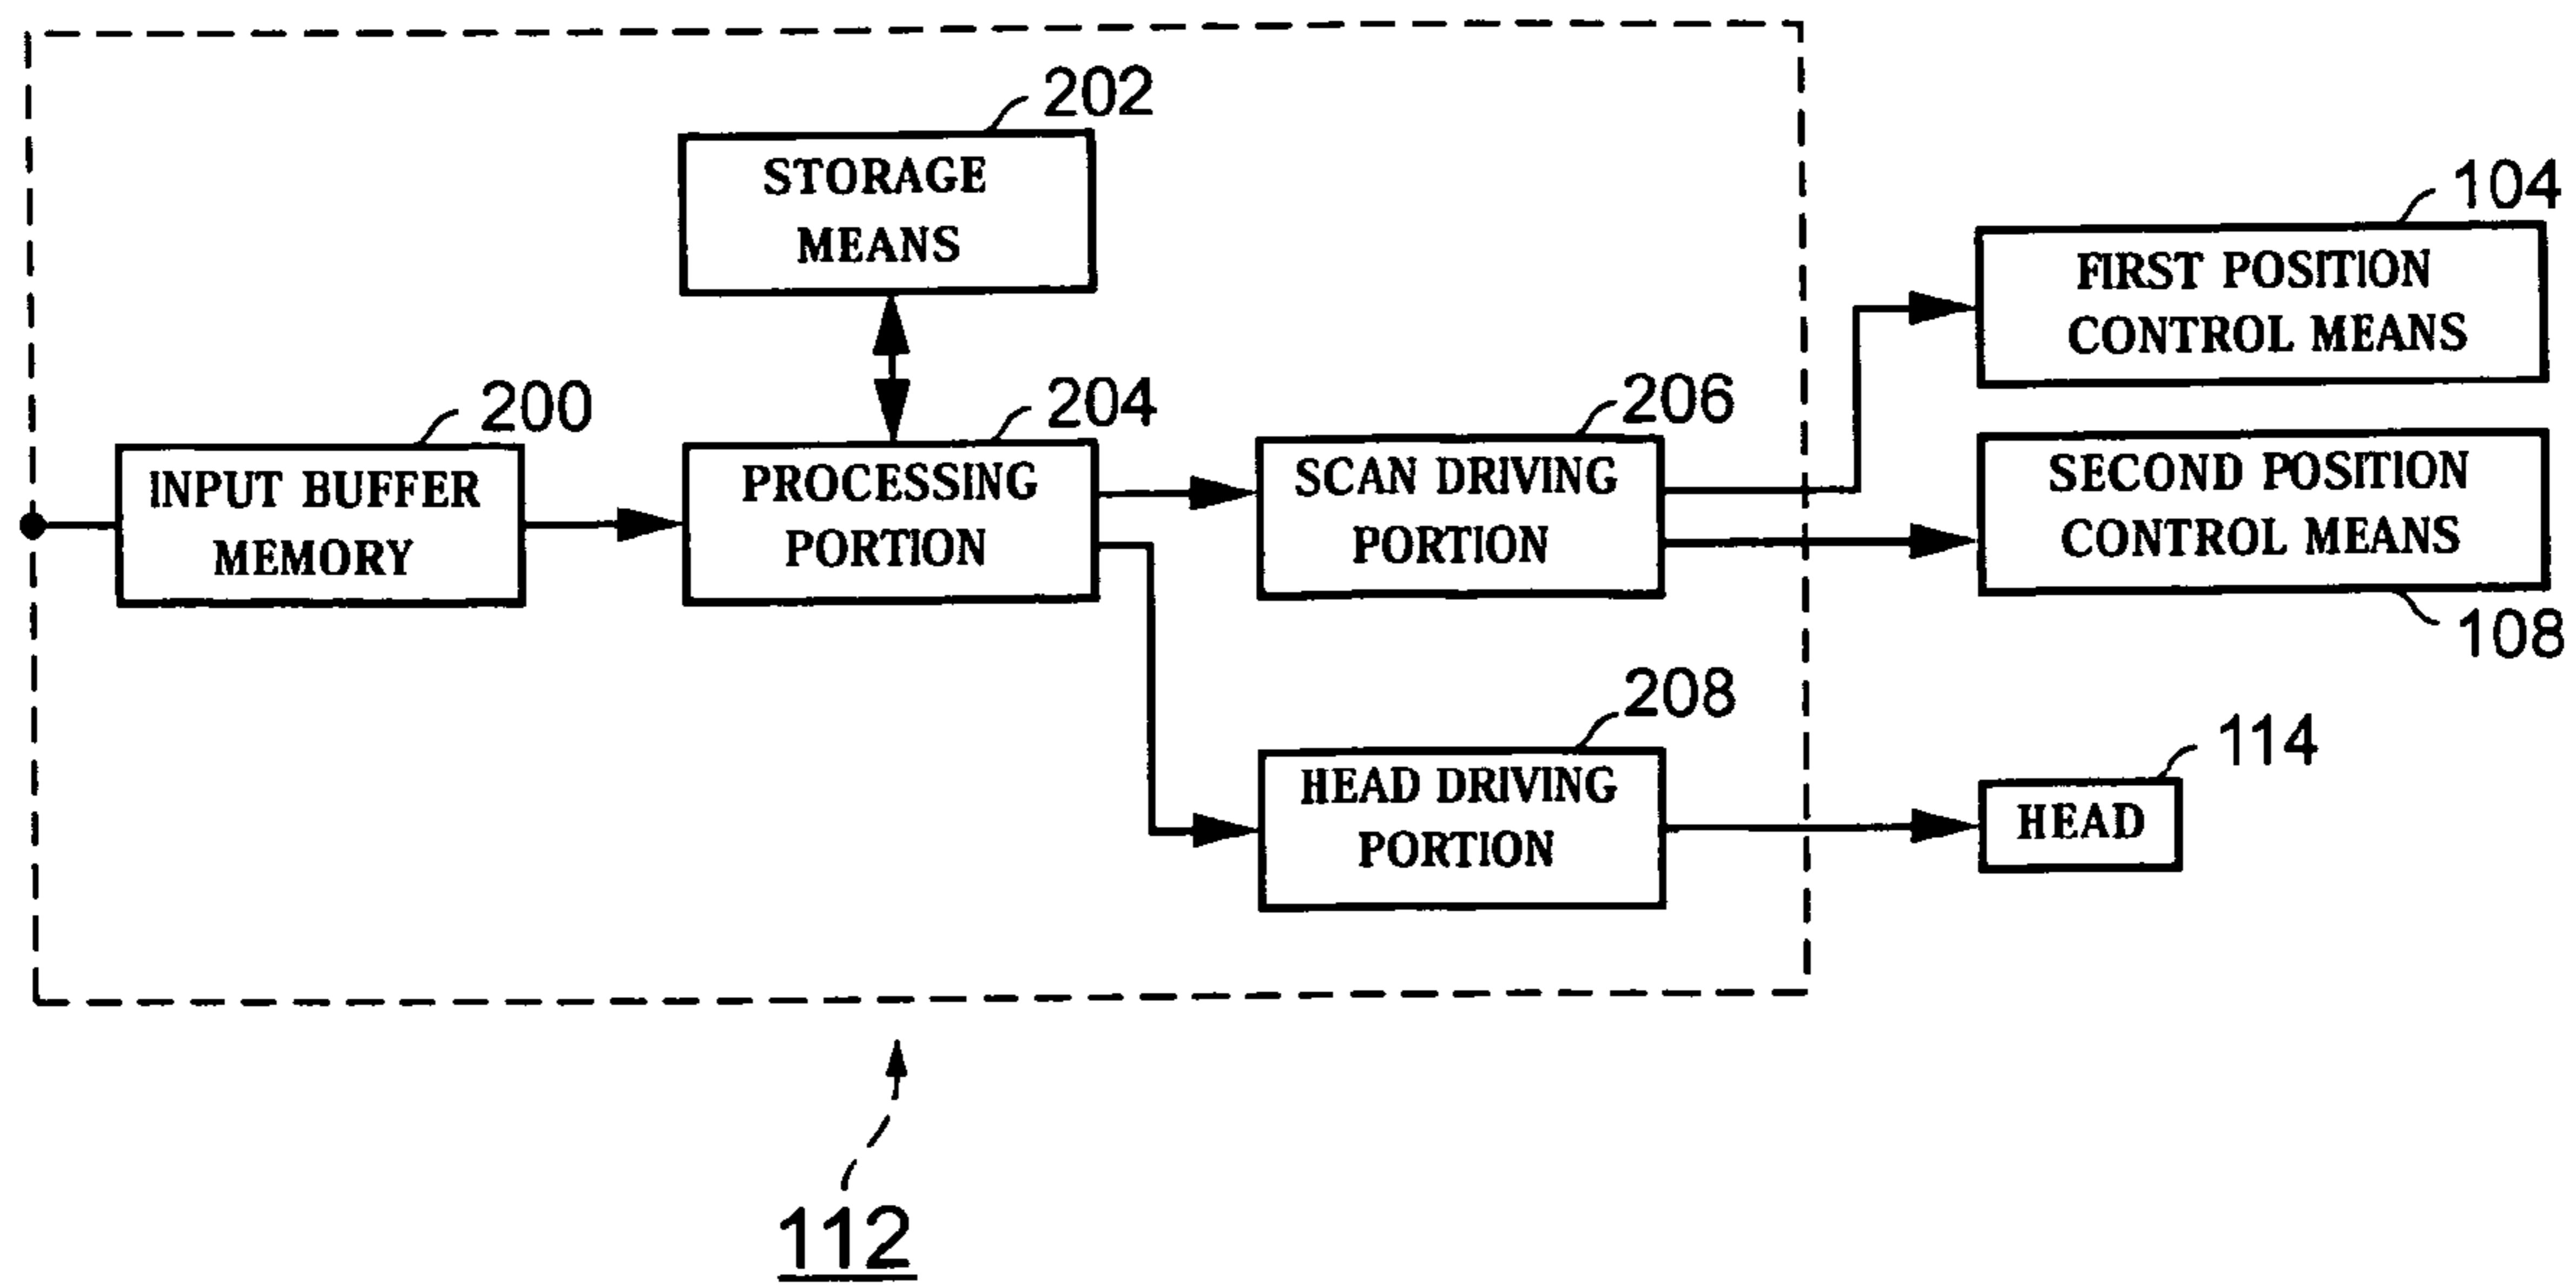 202
STORAGE
MEANS
104
FIRST POSITION
CONTROL MEANS
200
INPUT BUFFER
MEMORY
204
PROCESSING
PORTION
206
SCAN DRIVING
PORTION
SECOND POSITION
CONTROL MEANS
108
208
HEAD DRIVING
PORTION
114
HEAD
112